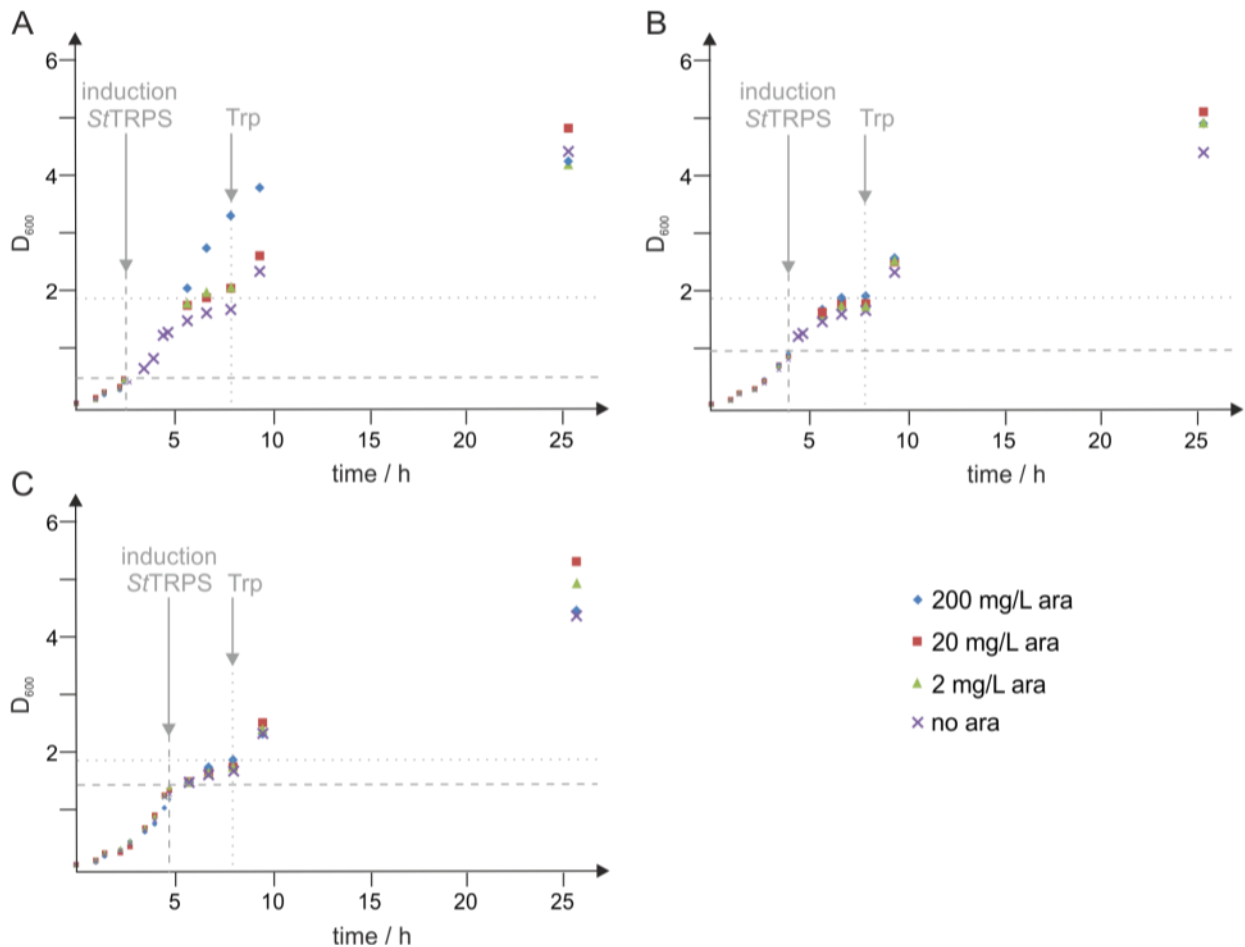 A
6
4
2
D600
induction
StTRPS
Trp
5
10
15
20
25
time / h
B
6
4
2
D600
induction
StTRPS
Trp
5
10
15
20
25
time / h
C
6
4
2
D600
induction
StTRPS
Trp
5
10
15
20
25
time / h
200 mg/L ara
20 mg/L ara
2 mg/L ara
no ara